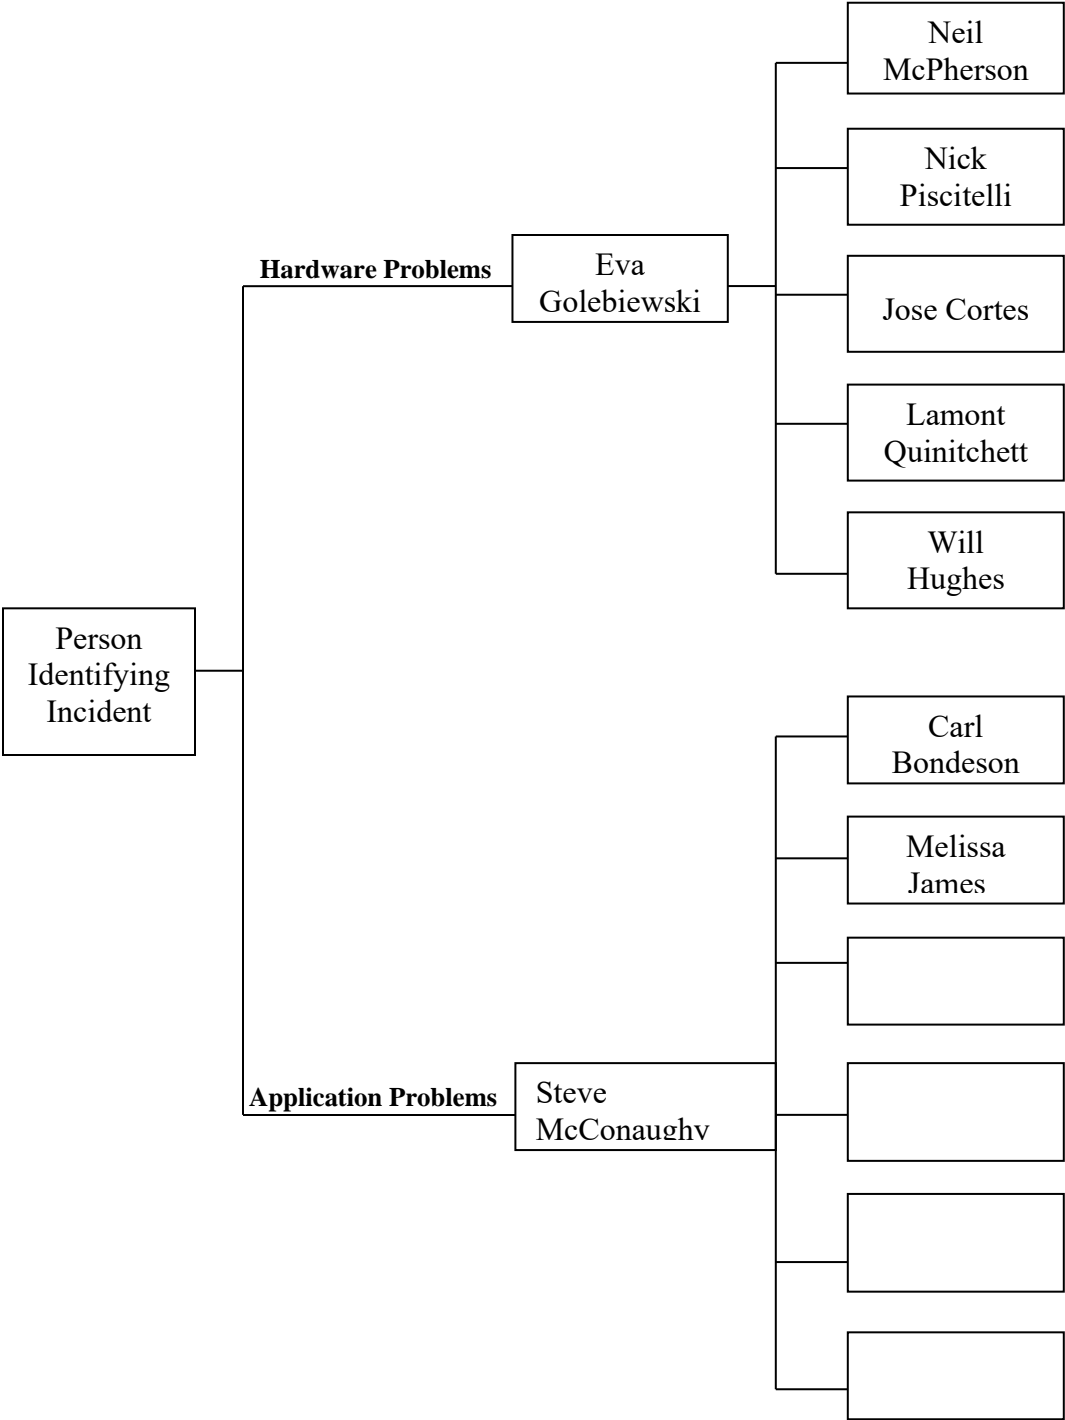 Neil
McPherson
Nick
Piscitelli
Hardware Problems
Eva
Golebiewski
Jose Cortes
Lamont
Quinitchett
Will
Hughes
Person
Identifying
Incident
Carl
Bondeson
Melissa
James
Application Problems
Steve
McConaughy